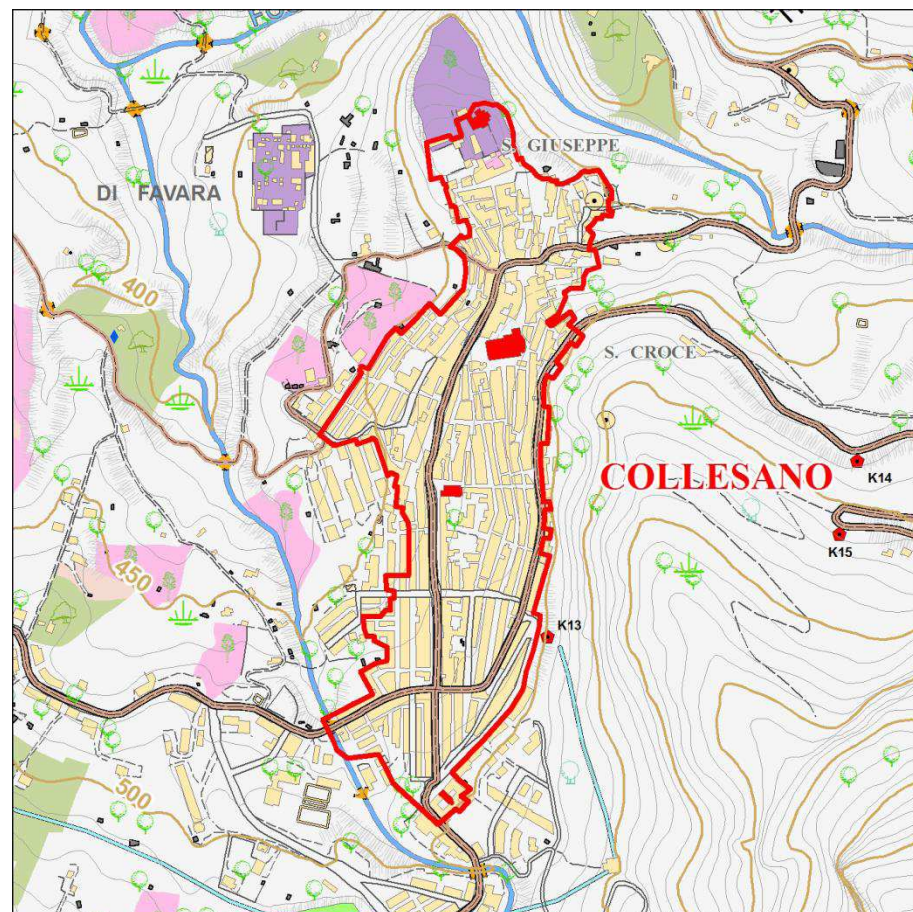 S. GIUSEPPE
DI FAVARA
400
S. CROCE
COLLESANO
K14
K15
450
K13
500